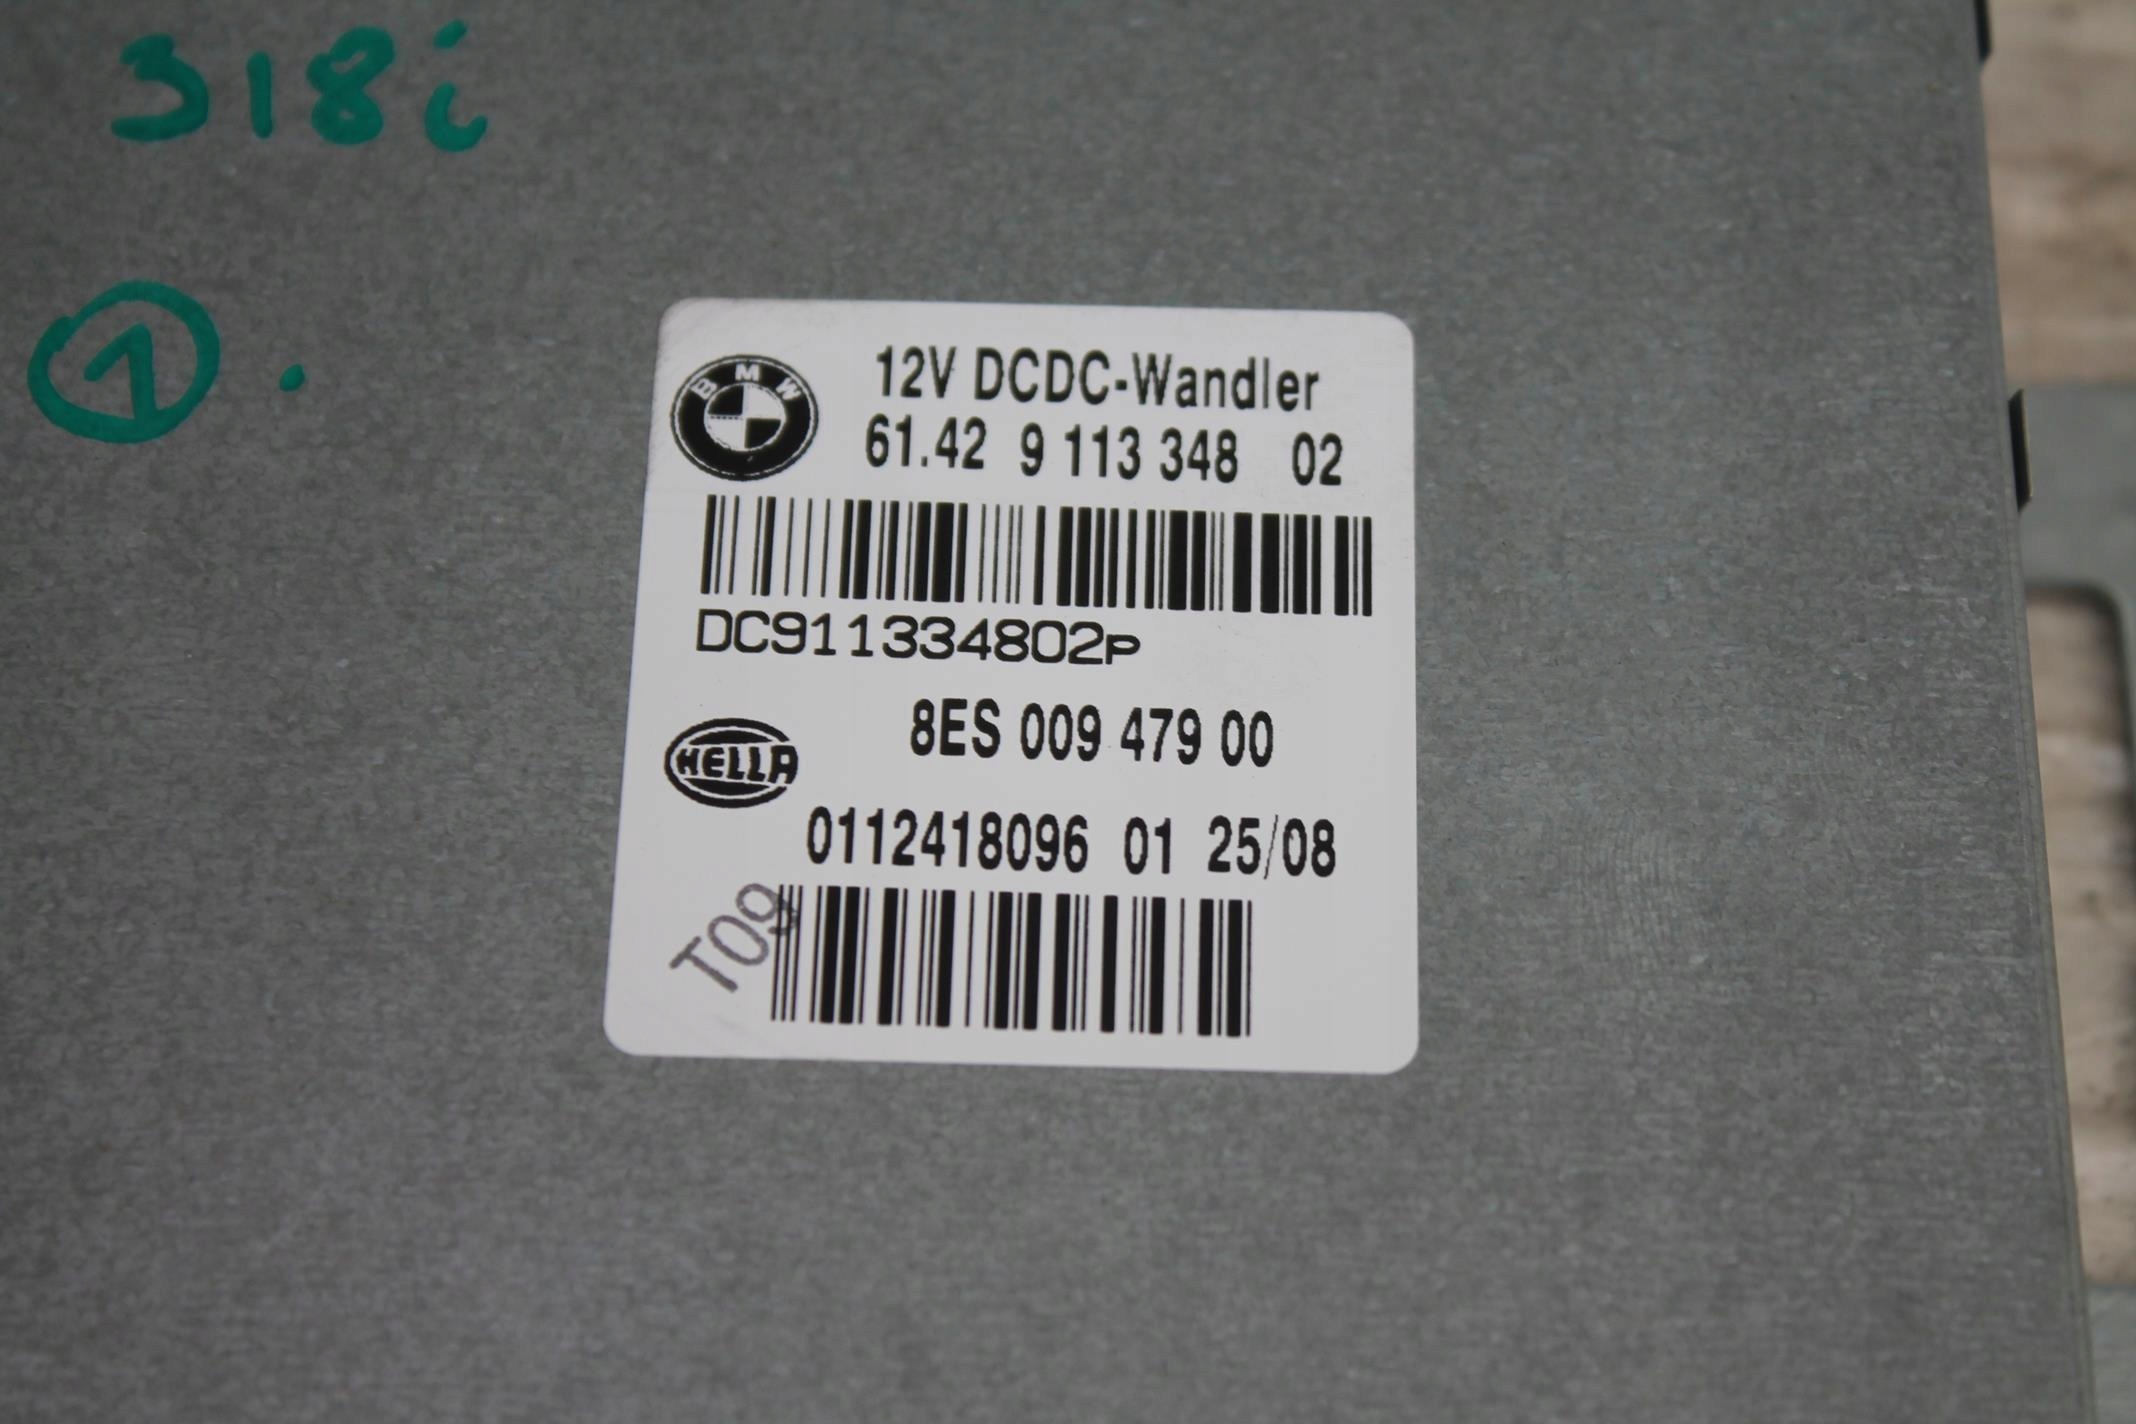 318i
1.
BMW
12V DCDC-Wandler
61.42 9 113 348 02
DC911334802P
8ES 009 479 00
HELLA
0112418096 01 25/08
T09